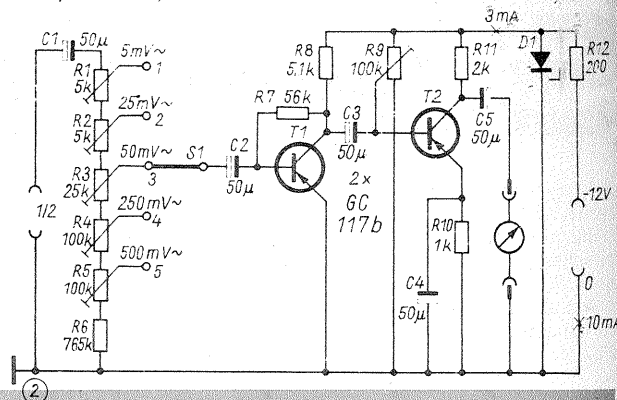 C1 50µ
R1 5k
5mV~
1
R2 5k
25mV~
2
R3 25k
50mV~
3
S1
R4 100k
250mV~
4
R5 100k
500mV~
5
R6 765k
1/2
C2 50µ
R7 56k
R8 5,1k
T1
C3 50µ
R9 100k
2x
GC
117b
T2
R11 2k
C5 50µ
R10 1k
C4 50µ
3mA
D1
R12 200
-12V
0
10mA
2